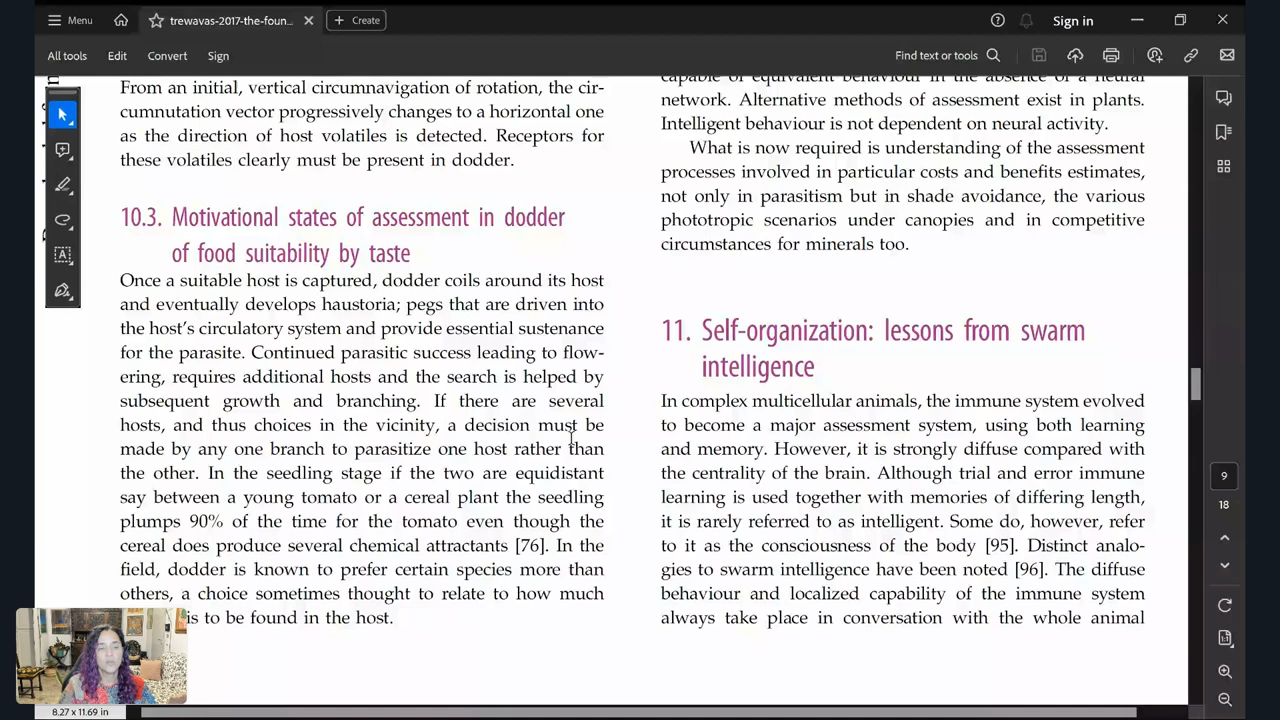 Menu
trewavas-2017-the-foun...
Create
Sign in
All tools
Edit
Convert
Sign
Find text or tools
From an initial, vertical circumnavigation of rotation, the cir-
cumnutation vector progressively changes to a horizontal one
as the direction of host volatiles is detected. Receptors for
these volatiles clearly must be present in dodder.
10.3. Motivational states of assessment in dodder
of food suitability by taste
Once a suitable host is captured, dodder coils around its host
and eventually develops haustoria; pegs that are driven into
the host's circulatory system and provide essential sustenance
for the parasite. Continued parasitic success leading to flow-
ering, requires additional hosts and the search is helped by
subsequent growth and branching. If there are several
hosts, and thus choices in the vicinity, a decision must be
made by any one branch to parasitize one host rather than
the other. In the seedling stage if the two are equidistant
say between a young tomato or a cereal plant the seedling
plumps 90% of the time for the tomato even though the
cereal does produce several chemical attractants [76]. In the
field, dodder is known to prefer certain species more than
others, a choice sometimes thought to relate to how much
is to be found in the host.
capable of equivalent behaviour in the absence of a neural
network. Alternative methods of assessment exist in plants.
Intelligent behaviour is not dependent on neural activity.
What is now required is understanding of the assessment
processes involved in particular costs and benefits estimates,
not only in parasitism but in shade avoidance, the various
phototropic scenarios under canopies and in competitive
circumstances for minerals too.
11. Self-organization: lessons from swarm
intelligence
In complex multicellular animals, the immune system evolved
to become a major assessment system, using both learning
and memory. However, it is strongly diffuse compared with
the centrality of the brain. Although trial and error immune
learning is used together with memories of differing length,
it is rarely referred to as intelligent. Some do, however, refer
to it as the consciousness of the body [95]. Distinct analo-
gies to swarm intelligence have been noted [96]. The diffuse
behaviour and localized capability of the immune system
always take place in conversation with the whole animal
9
18
8.27 x 11.69 in